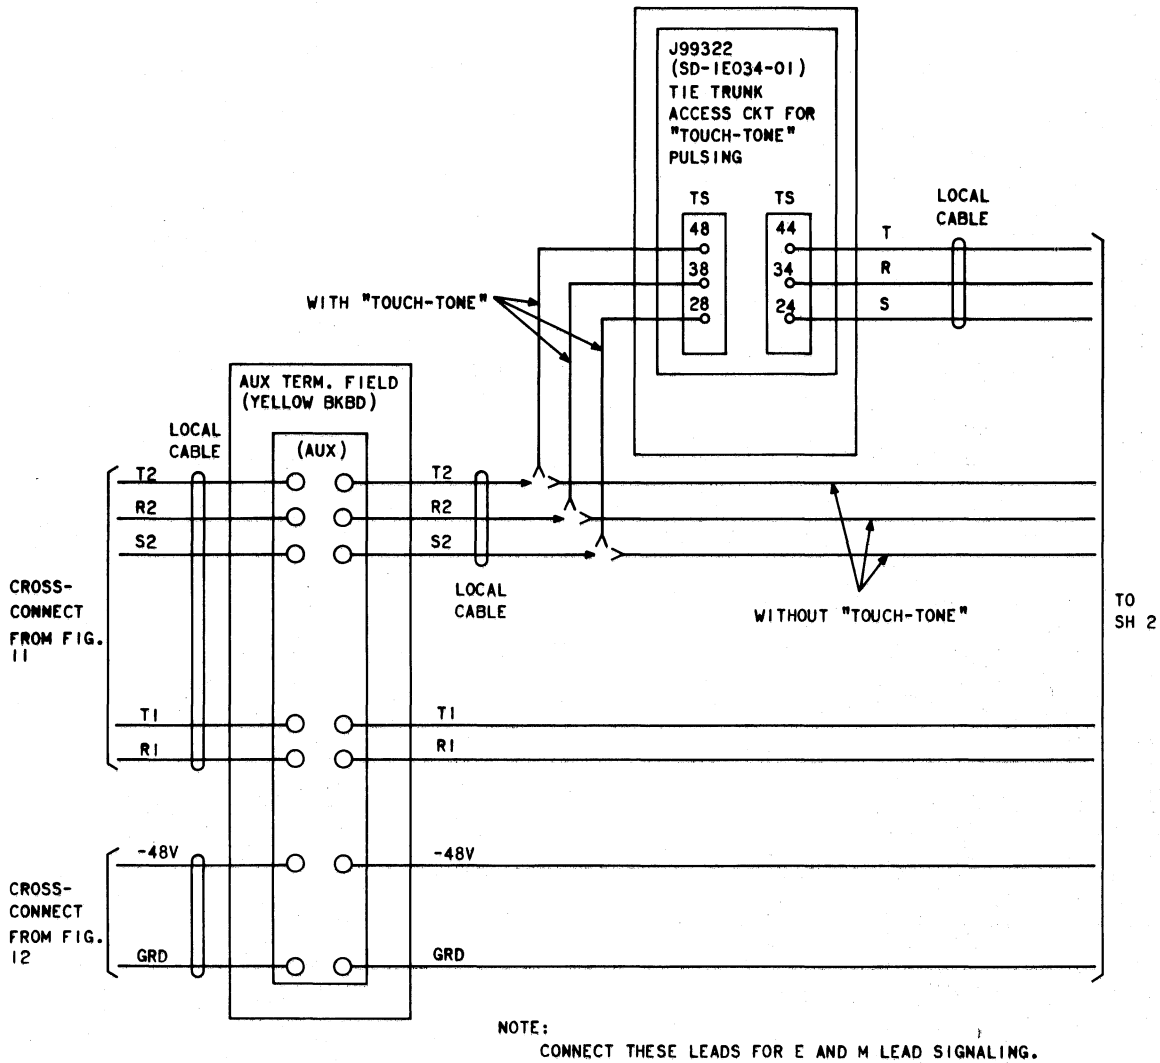 J99322
(SD-1E034-01)
TIE TRUNK
ACCESS CKT FOR
"TOUCH-TONE"
PULSING
TS
TS
48
44
38
34
28
24
T
R
S
LOCAL
CABLE
WITH "TOUCH-TONE"
AUX TERM. FIELD
(YELLOW BKBD)
LOCAL
CABLE
(AUX)
T2
T2
R2
R2
S2
S2
LOCAL
CABLE
CROSS-
CONNECT
FROM FIG.
11
WITHOUT "TOUCH-TONE"
TO
SH 2
T1
T1
R1
R1
-48V
-48V
CROSS-
CONNECT
FROM FIG.
12
GRD
GRD
NOTE:
CONNECT THESE LEADS FOR E AND M LEAD SIGNALING.